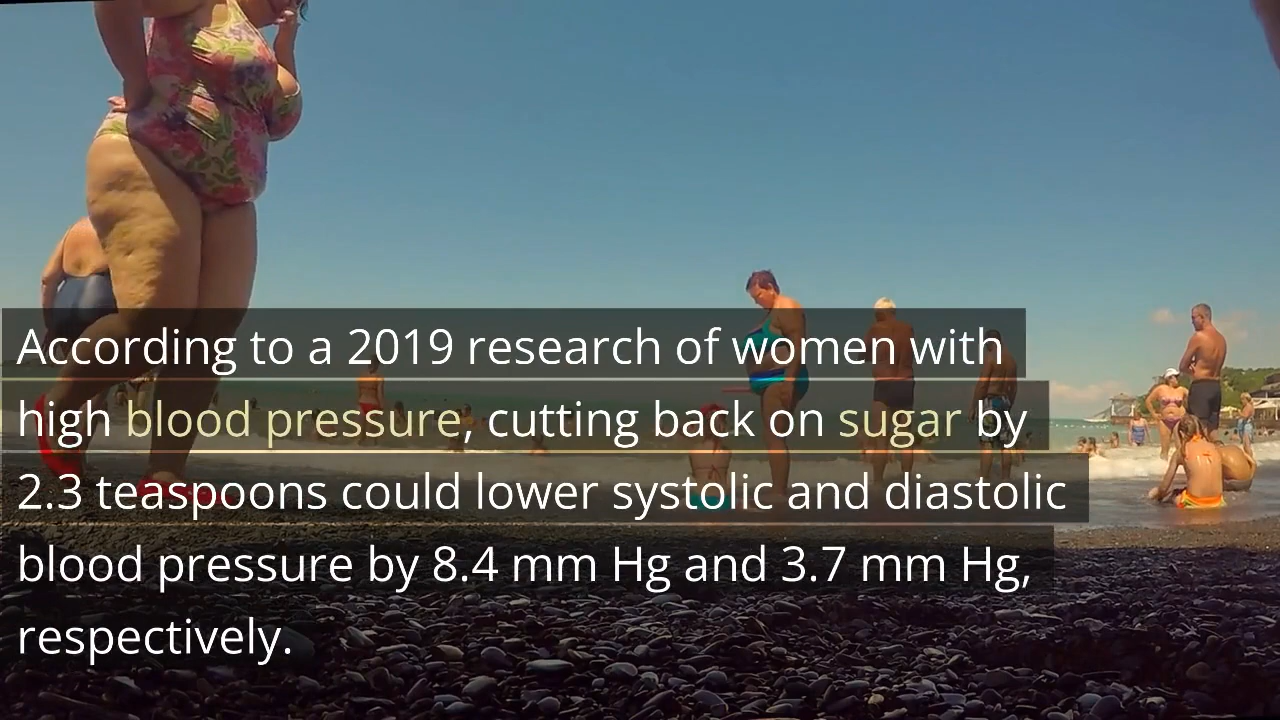 According to a 2019 research of women with
high blood pressure, cutting back on sugar by
2.3 teaspoons could lower systolic and diastolic
blood pressure by 8.4 mm Hg and 3.7 mm Hg,
respectively.